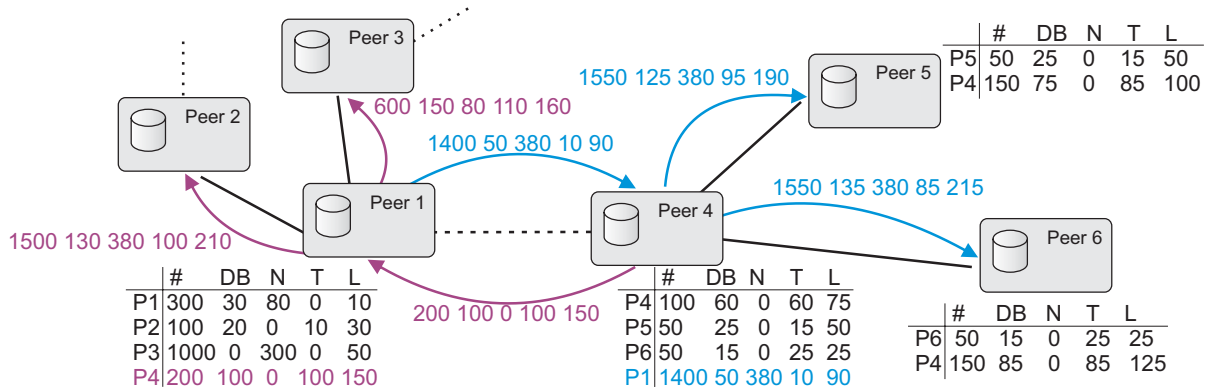 Peer 3
Peer 2
Peer 1
Peer 4
Peer 5
Peer 6
600 150 80 110 160
1400 50 380 10 90
1550 125 380 95 190
1550 135 380 85 215
1500 130 380 100 210
200 100 0 100 150
# DB N T L
P5 50 25 0 15 50
P4 150 75 0 85 100
# DB N T L
P1 300 30 80 0 10
P2 100 20 0 10 30
P3 1000 0 300 0 50
P4 200 100 0 100 150
# DB N T L
P4 100 60 0 60 75
P5 50 25 0 15 50
P6 50 15 0 25 25
P1 1400 50 380 10 90
# DB N T L
P6 50 15 0 25 25
P4 150 85 0 85 125